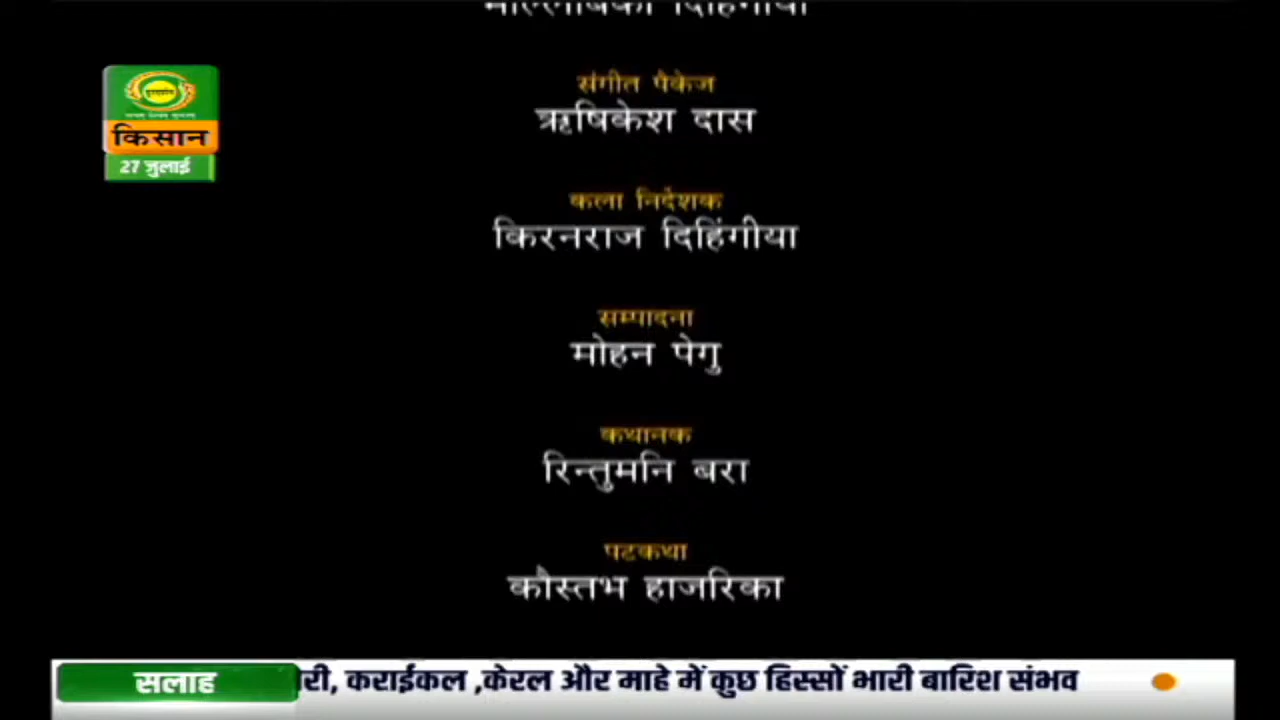 दिहिंगीया
संगीत पैकेज
ऋषिकेश दास
किसान
27 जुलाई
कला निर्देशक
किरनराज दिहिंगीया
सम्पादना
मोहन पेगु
कथानक
रिन्तुमनि बरा
पटकथा
कौस्तभ हाजरिका
सलाह
री, कराईकल ,केरल और माहे में कुछ हिस्सों भारी बारिश संभव